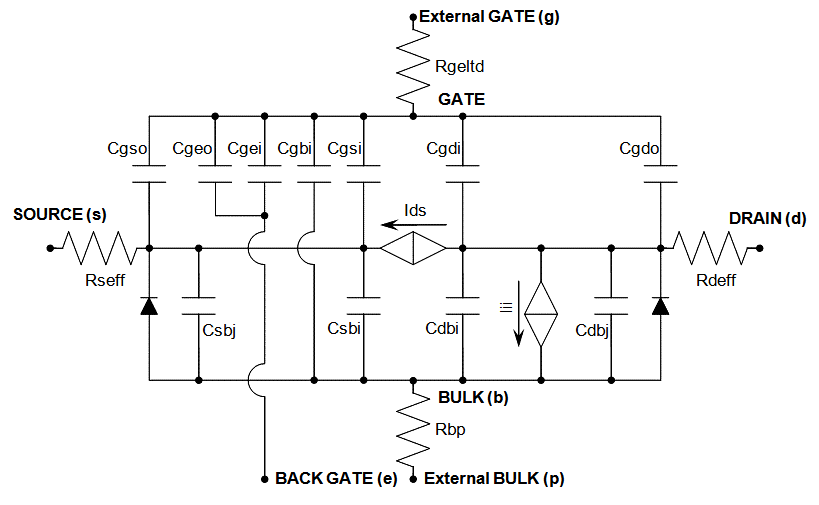 External GATE (g)
Rgeltd
GATE
Cgso
Cgeo
Cgei
Cgbi
Cgsi
Cgdi
Cgdo
SOURCE (s)
Ids
DRAIN (d)
Rseff
Rdeff
Iii
Csbj
Csbi
Cdbi
Cdbj
BULK (b)
Rbp
BACK GATE (e)
External BULK (p)